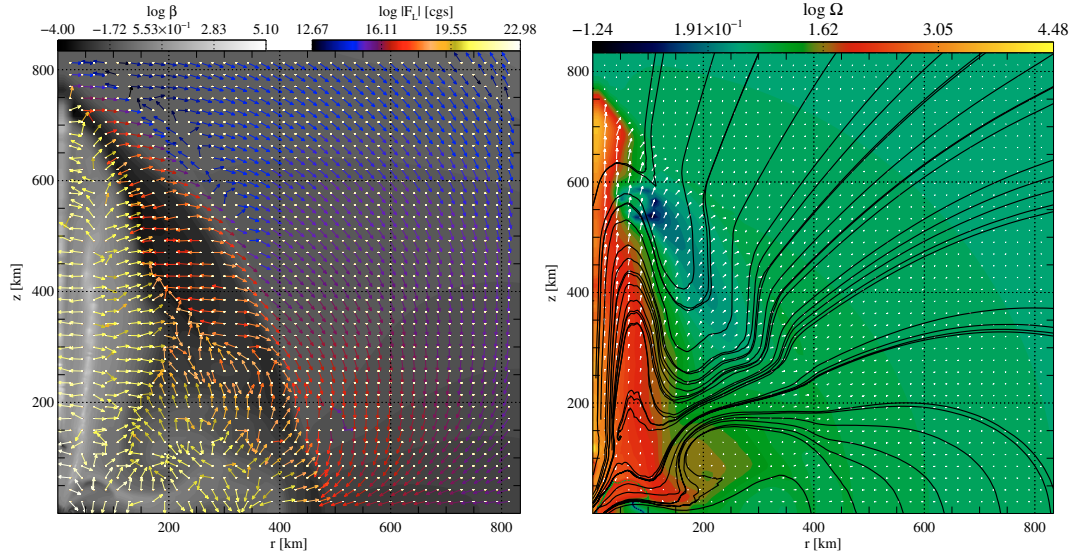 log β
log |F_L| [cgs]
log Ω
−4.00 −1.72 5.53×10⁻¹ 2.83 5.10
12.67 16.11 19.55 22.98
−1.24 1.91×10⁻¹ 1.62 3.05 4.48
800
600
400
200
z [km]
200 400 600 800
r [km]
800
600
400
200
z [km]
200 400 600 800
r [km]